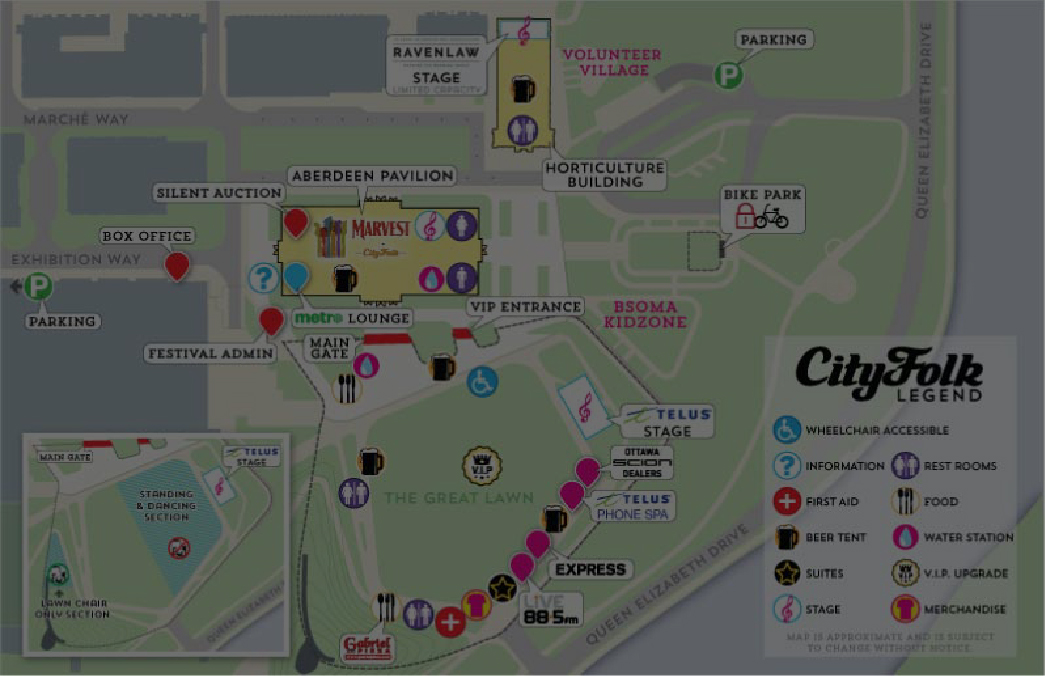 RAVENLAW
STAGE
LIMITED CAPACITY
VOLUNTEER
VILLAGE
PARKING
P
MARCHÉ WAY
HORTICULTURE
BUILDING
QUEEN ELIZABETH DRIVE
ABERDEEN PAVILION
SILENT AUCTION
MARVEST
CityFolk
BIKE PARK
BOX OFFICE
EXHIBITION WAY
P
PARKING
?
metro LOUNGE
VIP ENTRANCE
BSOMA
KIDZONE
FESTIVAL ADMIN
MAIN
GATE
TELUS
STAGE
OTTAWA
SCION
DEALERS
V.I.P
THE GREAT LAWN
TELUS
PHONE SPA
EXPRESS
LIVE
88.5fm
Gabriel
PIZZA
QUEEN ELIZABETH DRIVE
MAIN GATE
TELUS
STAGE
STANDING
& DANCING
SECTION
LAWN CHAIR
ONLY SECTION
QUEEN ELIZABETH
CityFolk
LEGEND
WHEELCHAIR ACCESSIBLE
? INFORMATION
REST ROOMS
FIRST AID
FOOD
BEER TENT
WATER STATION
SUITES
V.I.P. UPGRADE
STAGE
MERCHANDISE
MAP IS APPROXIMATE AND IS SUBJECT
TO CHANGE WITHOUT NOTICE.